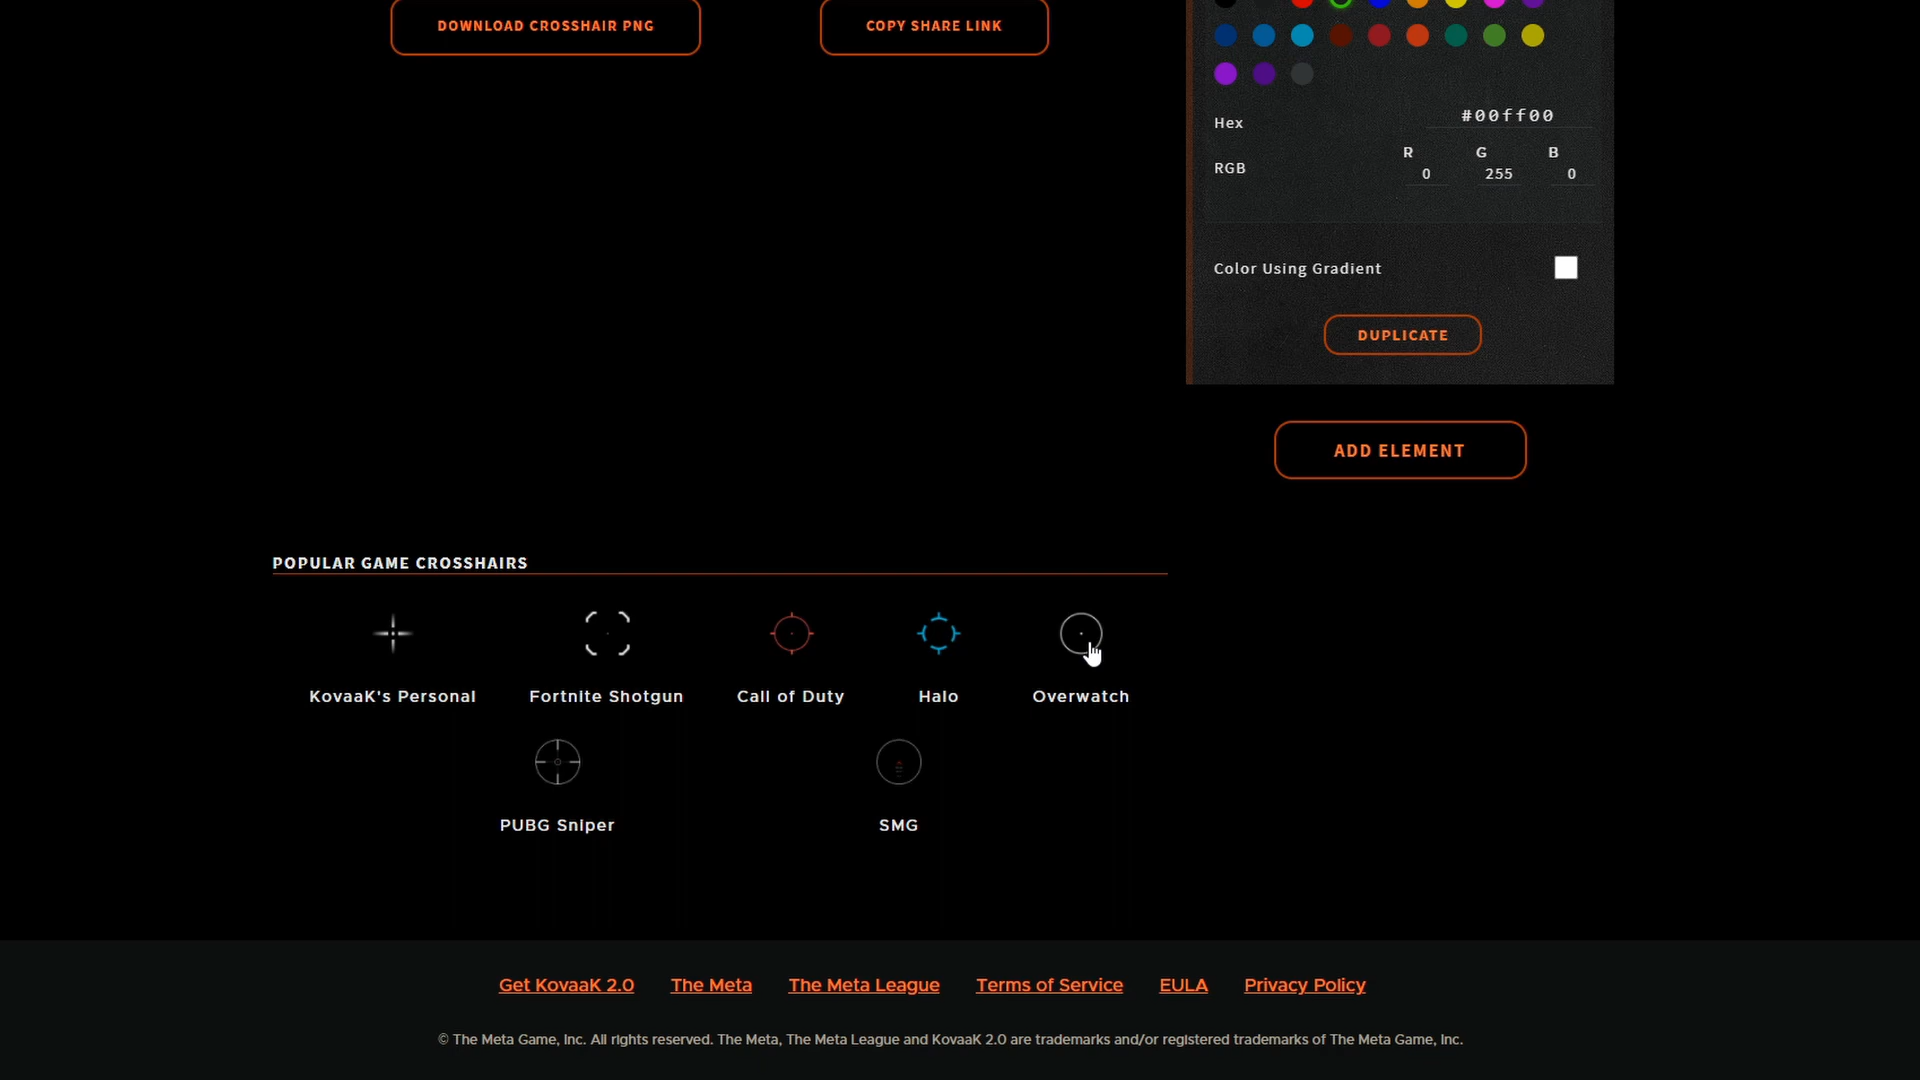 DOWNLOAD CROSSHAIR PNG
COPY SHARE LINK
Hex
#00ff00
RGB
R G B
0 255 0
Color Using Gradient
DUPLICATE
ADD ELEMENT
POPULAR GAME CROSSHAIRS
KovaaK's Personal
Fortnite Shotgun
Call of Duty
Halo
Overwatch
PUBG Sniper
SMG
Get KovaaK 2.0 The Meta The Meta League Terms of Service EULA Privacy Policy
© The Meta Game, Inc. All rights reserved. The Meta, The Meta League and KovaaK 2.0 are trademarks and/or registered trademarks of The Meta Game, Inc.